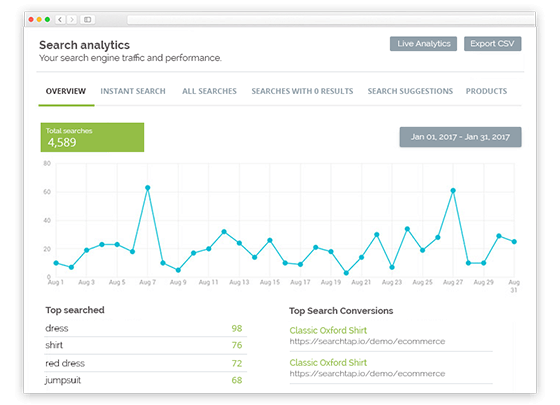 Search analytics
Your search engine traffic and performance.
Live Analytics
Export CSV
OVERVIEW INSTANT SEARCH ALL SEARCHES SEARCHES WITH 0 RESULTS SEARCH SUGGESTIONS PRODUCTS
Total searches
4,589
Jan 01, 2017 - Jan 31, 2017
80
60
40
20
0
Aug 1 Aug 3 Aug 5 Aug 7 Aug 9 Aug 11 Aug 13 Aug 15 Aug 17 Aug 19 Aug 21 Aug 23 Aug 25 Aug 27 Aug 29 Aug 31
Top searched
dress 98
shirt 76
red dress 72
jumpsuit 68
Top Search Conversions
Classic Oxford Shirt
https://searchtap.io/demo/ecommerce
Classic Oxford Shirt
https://searchtap.io/demo/ecommerce